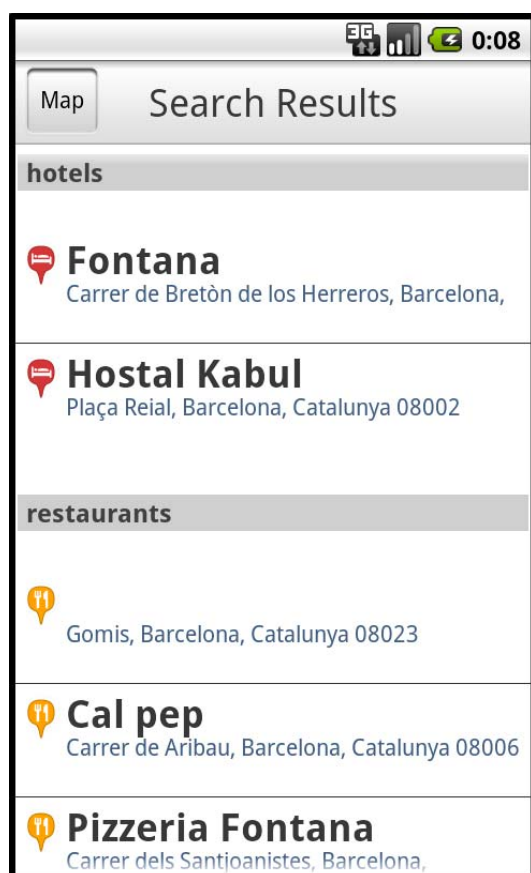 3G 0:08
Map Search Results
hotels
Fontana
Carrer de Bretòn de los Herreros, Barcelona,
Hostal Kabul
Plaça Reial, Barcelona, Catalunya 08002
restaurants
Gomis, Barcelona, Catalunya 08023
Cal pep
Carrer de Aribau, Barcelona, Catalunya 08006
Pizzeria Fontana
Carrer dels Santjoanistes, Barcelona,